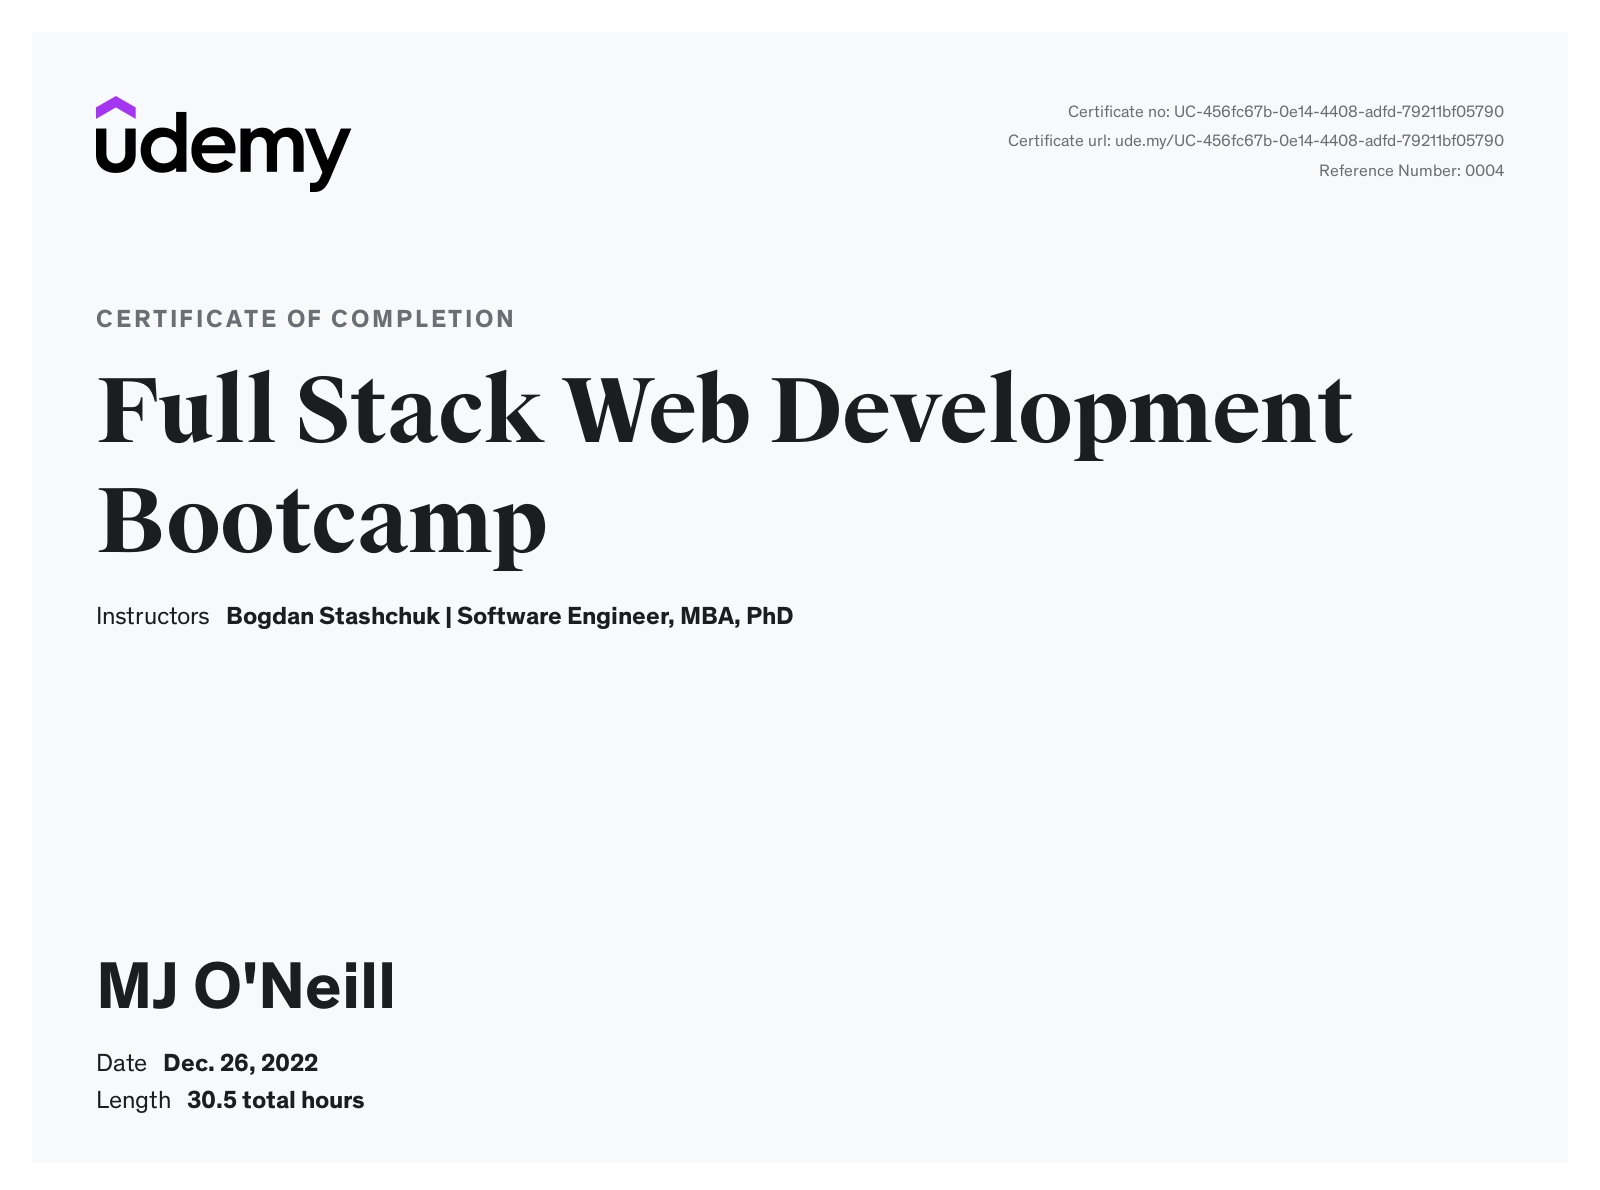 udemy
Certificate no: UC-456fc67b-0e14-4408-adfd-79211bf05790
Certificate url: ude.my/UC-456fc67b-0e14-4408-adfd-79211bf05790
Reference Number: 0004
CERTIFICATE OF COMPLETION
Full Stack Web Development
Bootcamp
Instructors Bogdan Stashchuk | Software Engineer, MBA, PhD
MJ O'Neill
Date Dec. 26, 2022
Length 30.5 total hours